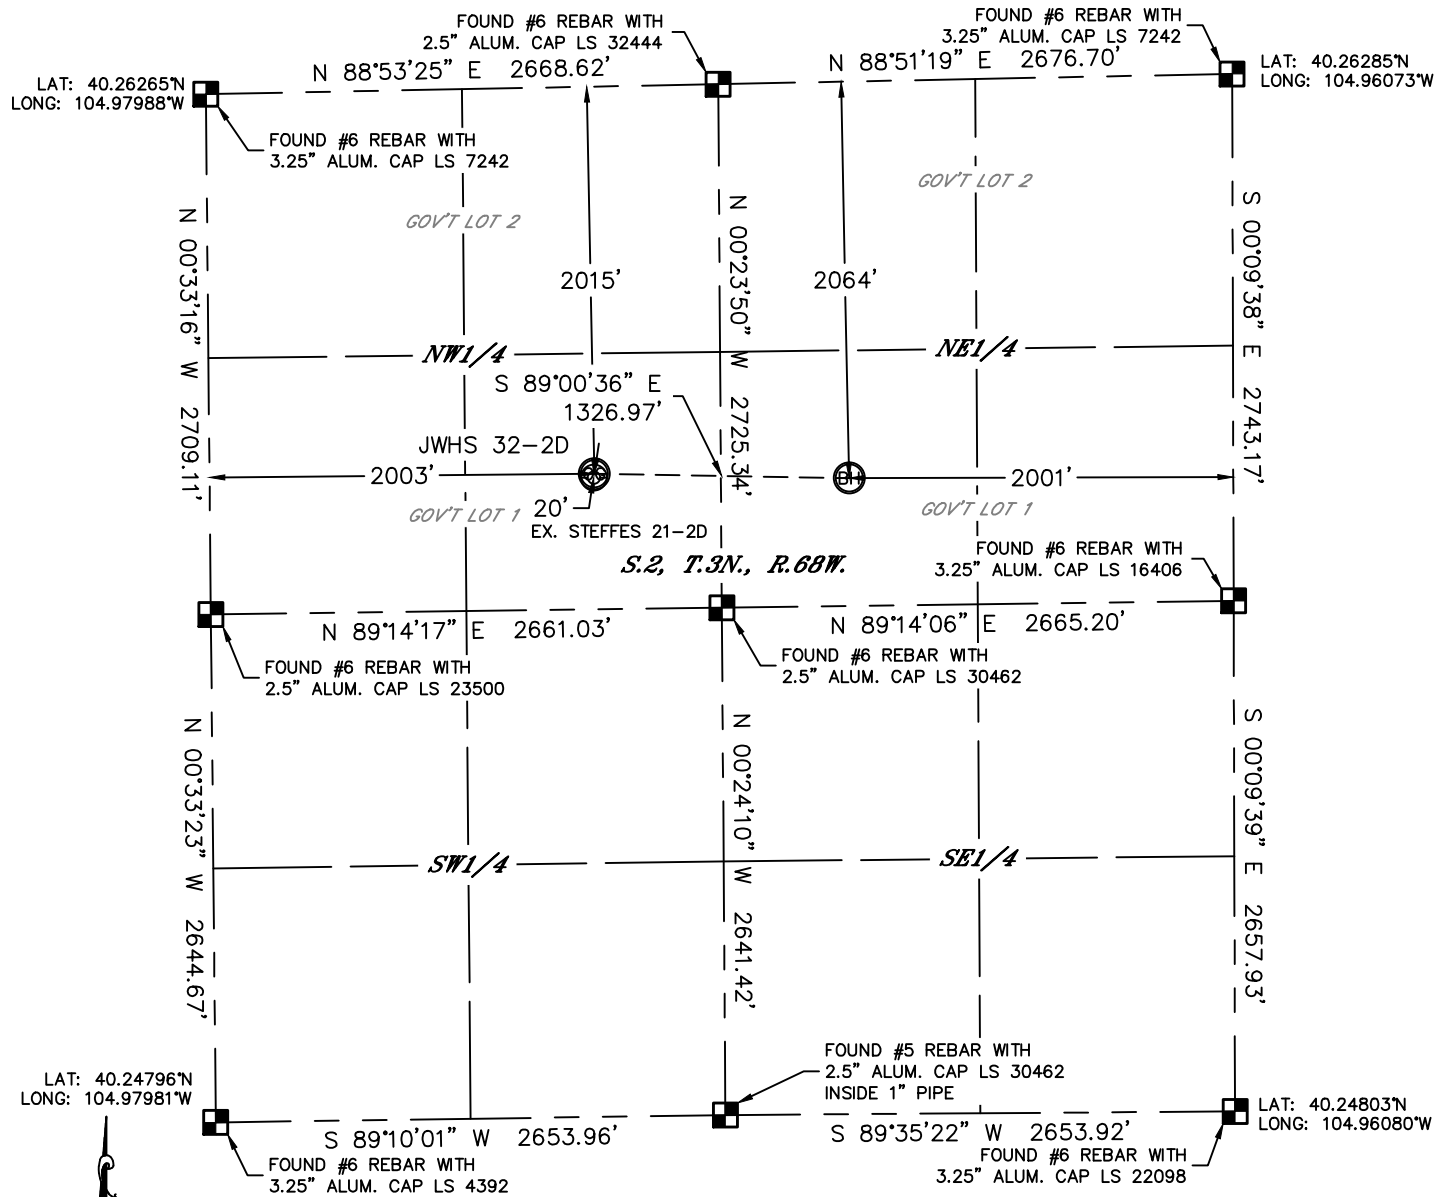 FOUND #6 REBAR WITH
2.5" ALUM. CAP LS 32444
FOUND #6 REBAR WITH
3.25" ALUM. CAP LS 7242
LAT: 40.26265°N
LONG: 104.97988°W
N 88°53'25" E 2668.62'
N 88°51'19" E 2676.70'
LAT: 40.26285°N
LONG: 104.96073°W
FOUND #6 REBAR WITH
3.25" ALUM. CAP LS 7242
GOV'T LOT 2
GOV'T LOT 2
N 00°33'16" W 2709.11'
N 00°23'50" W 2725.34'
S 00°09'38" E 2743.17'
2015'
2064'
NW1/4
NE1/4
S 89°00'36" E
1326.97'
JWHS 32-2D
2003'
BH
2001'
20'
GOV'T LOT 1
GOV'T LOT 1
EX. STEFFES 21-2D
S.2, T.3N., R.68W.
FOUND #6 REBAR WITH
3.25" ALUM. CAP LS 16406
N 89°14'17" E 2661.03'
N 89°14'06" E 2665.20'
FOUND #6 REBAR WITH
2.5" ALUM. CAP LS 23500
FOUND #6 REBAR WITH
2.5" ALUM. CAP LS 30462
N 00°33'23" W 2644.67'
N 00°24'10" W 2641.42'
S 00°09'39" E 2657.93'
SW1/4
SE1/4
FOUND #5 REBAR WITH
2.5" ALUM. CAP LS 30462
INSIDE 1" PIPE
LAT: 40.24796°N
LONG: 104.97981°W
LAT: 40.24803°N
LONG: 104.96080°W
S 89°10'01" W 2653.96'
S 89°35'22" W 2653.92'
FOUND #6 REBAR WITH
3.25" ALUM. CAP LS 4392
FOUND #6 REBAR WITH
3.25" ALUM. CAP LS 22098